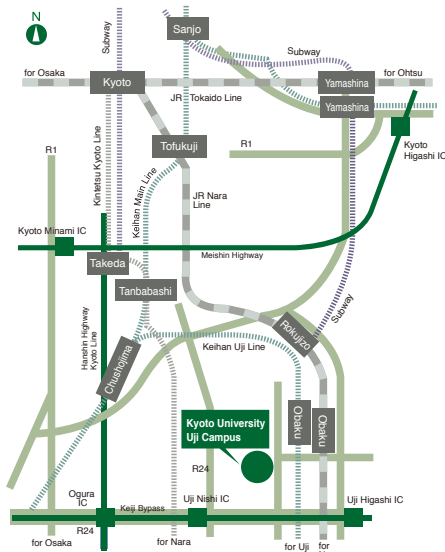 N
Subway
Sanjo
Subway
for Osaka
Kyoto
Yamashina
for Ohtsu
JR Tokaido Line
Yamashina
R1
Kintetsu Kyoto Line
Tofukuji
R1
Kyoto
Higashi IC
Keihan Main Line
JR Nara
Line
Kyoto Minami IC
Meishin Highway
Takeda
Tanbabashi
Subway
Hanshin Highway
Kyoto Line
Chushojima
Keihan Uji Line
Rokujizo
Kyoto University
Uji Campus
Obaku
Obaku
R24
Ogura
IC
Keiji Bypass
Uji Nishi IC
Uji Higashi IC
R24
for Osaka
for Nara
for Uji
for